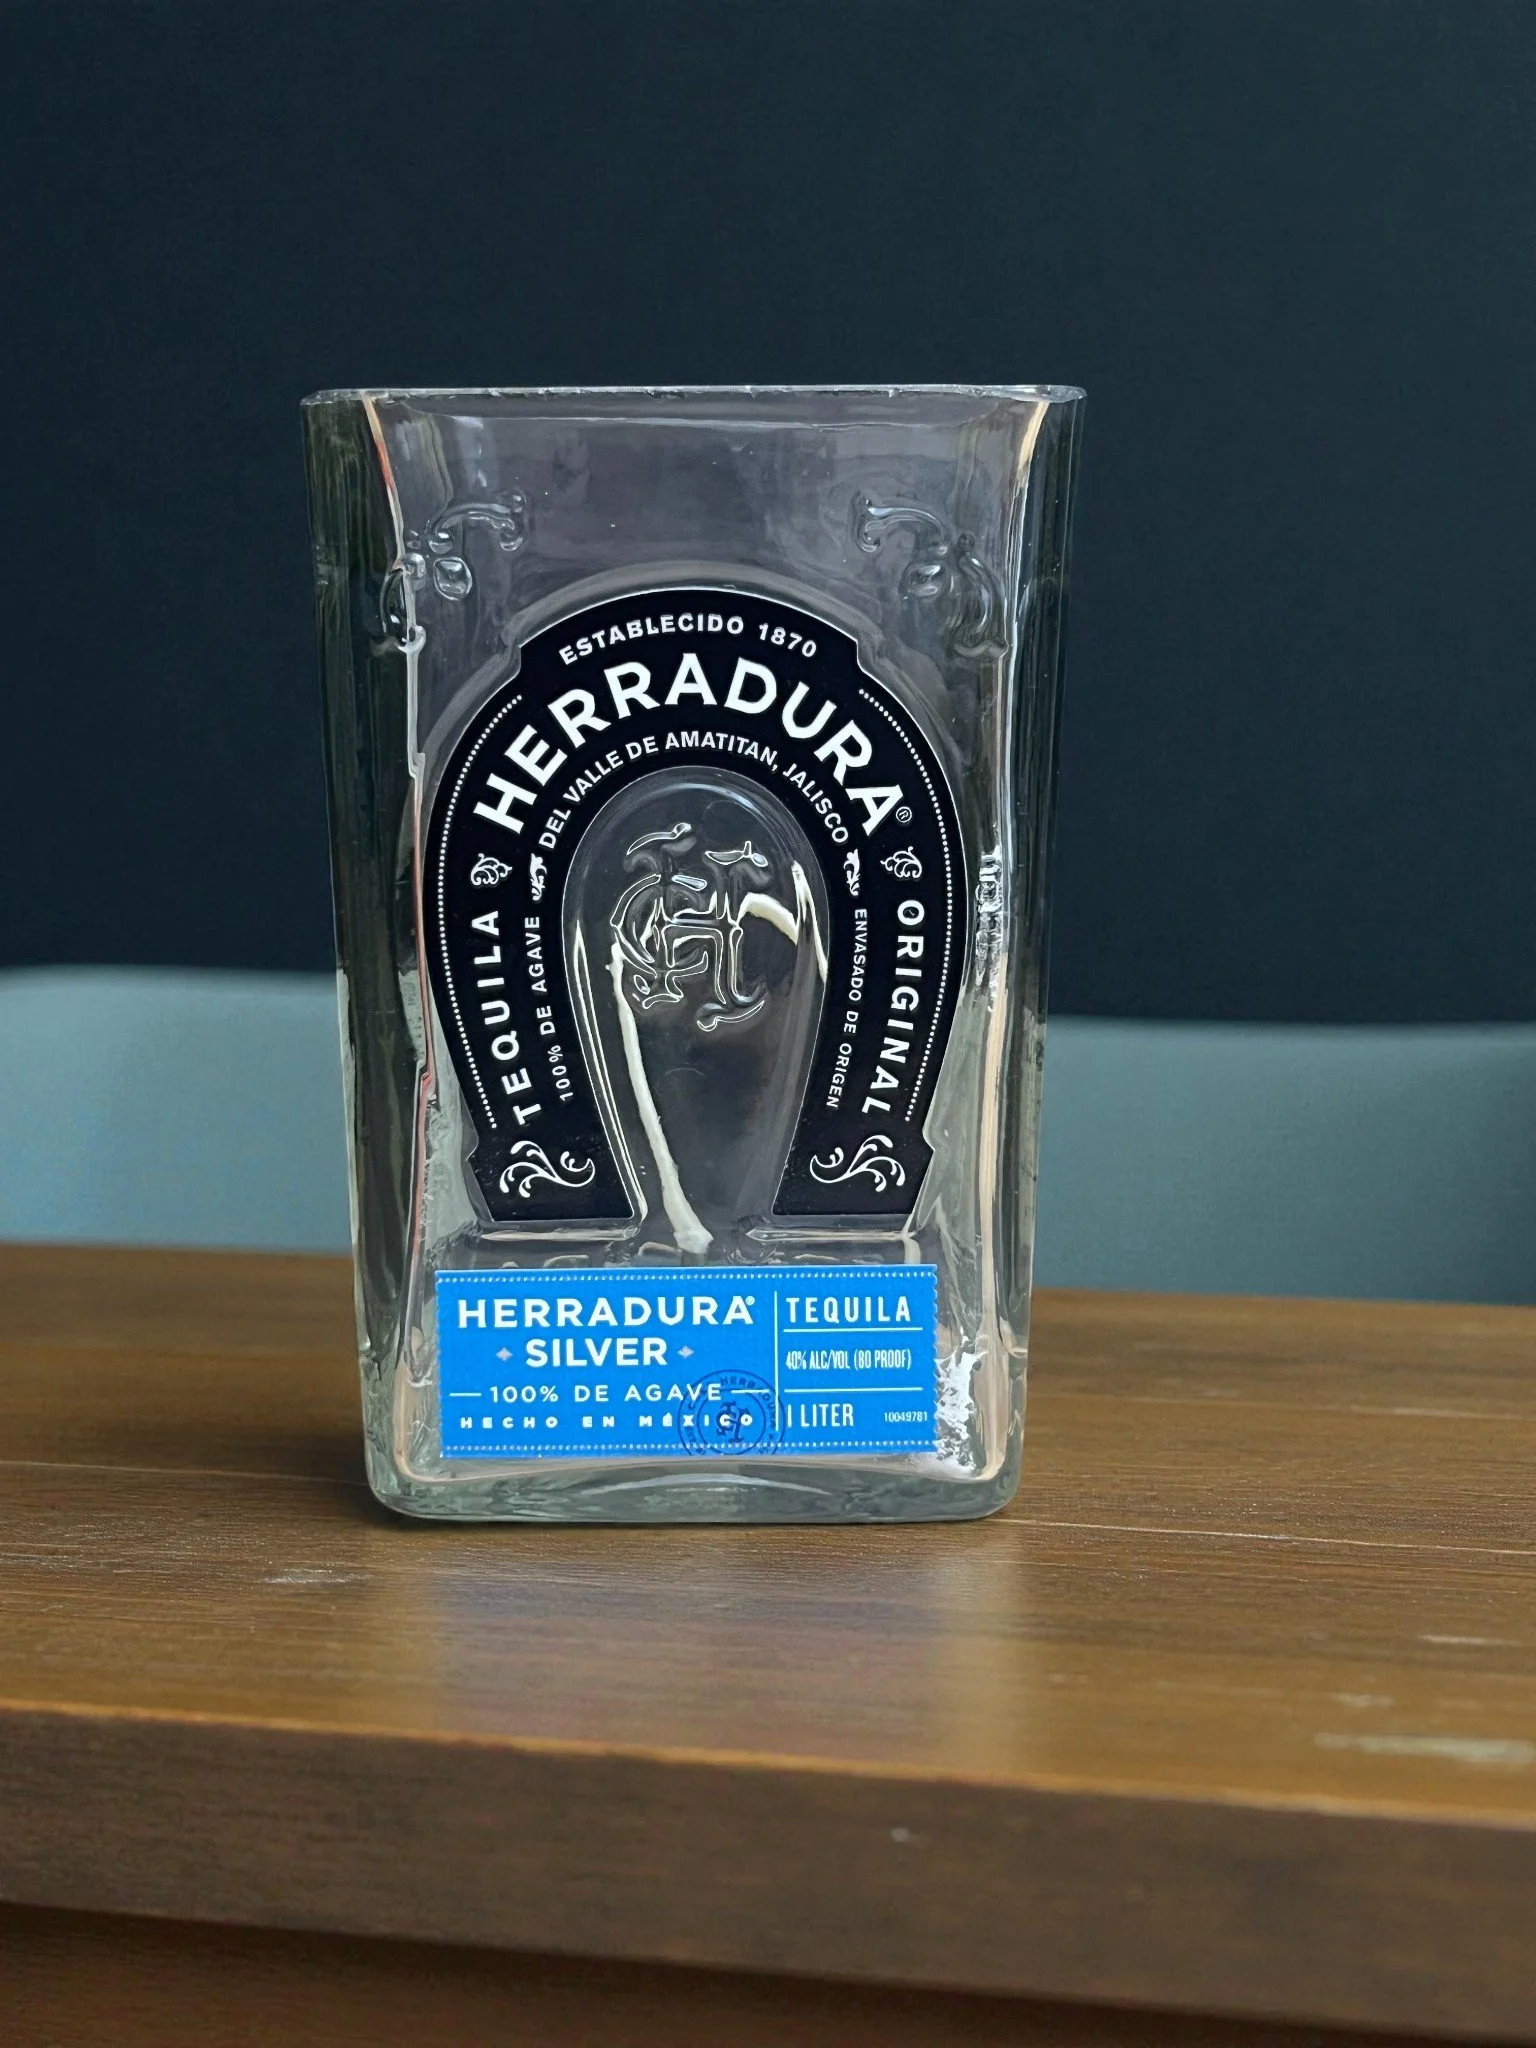 ESTABLECIDO 1870
HERRADURA®
DEL VALLE DE AMATITAN, JALISCO
TEQUILA
100% DE AGAVE
ENVASADO DE ORIGEN
ORIGINAL
HERRADURA®
SILVER
100% DE AGAVE
HECHO EN MÉXICO
TEQUILA
40% ALC/VOL (80 PROOF)
1 LITER 10049781